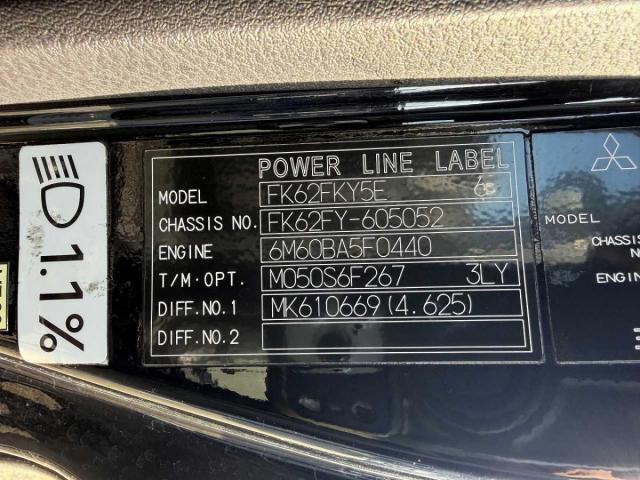 POWER LINE LABEL
MODEL FK62FKY5E
CHASSIS NO. FK62FY-605052
ENGINE 6M60BA5F0440
T/M·OPT. M050S6F267 3LY
DIFF.NO.1 MK610669(4.625)
DIFF.NO.2
1.1%
MODEL
CHASSIS
N
ENGIN